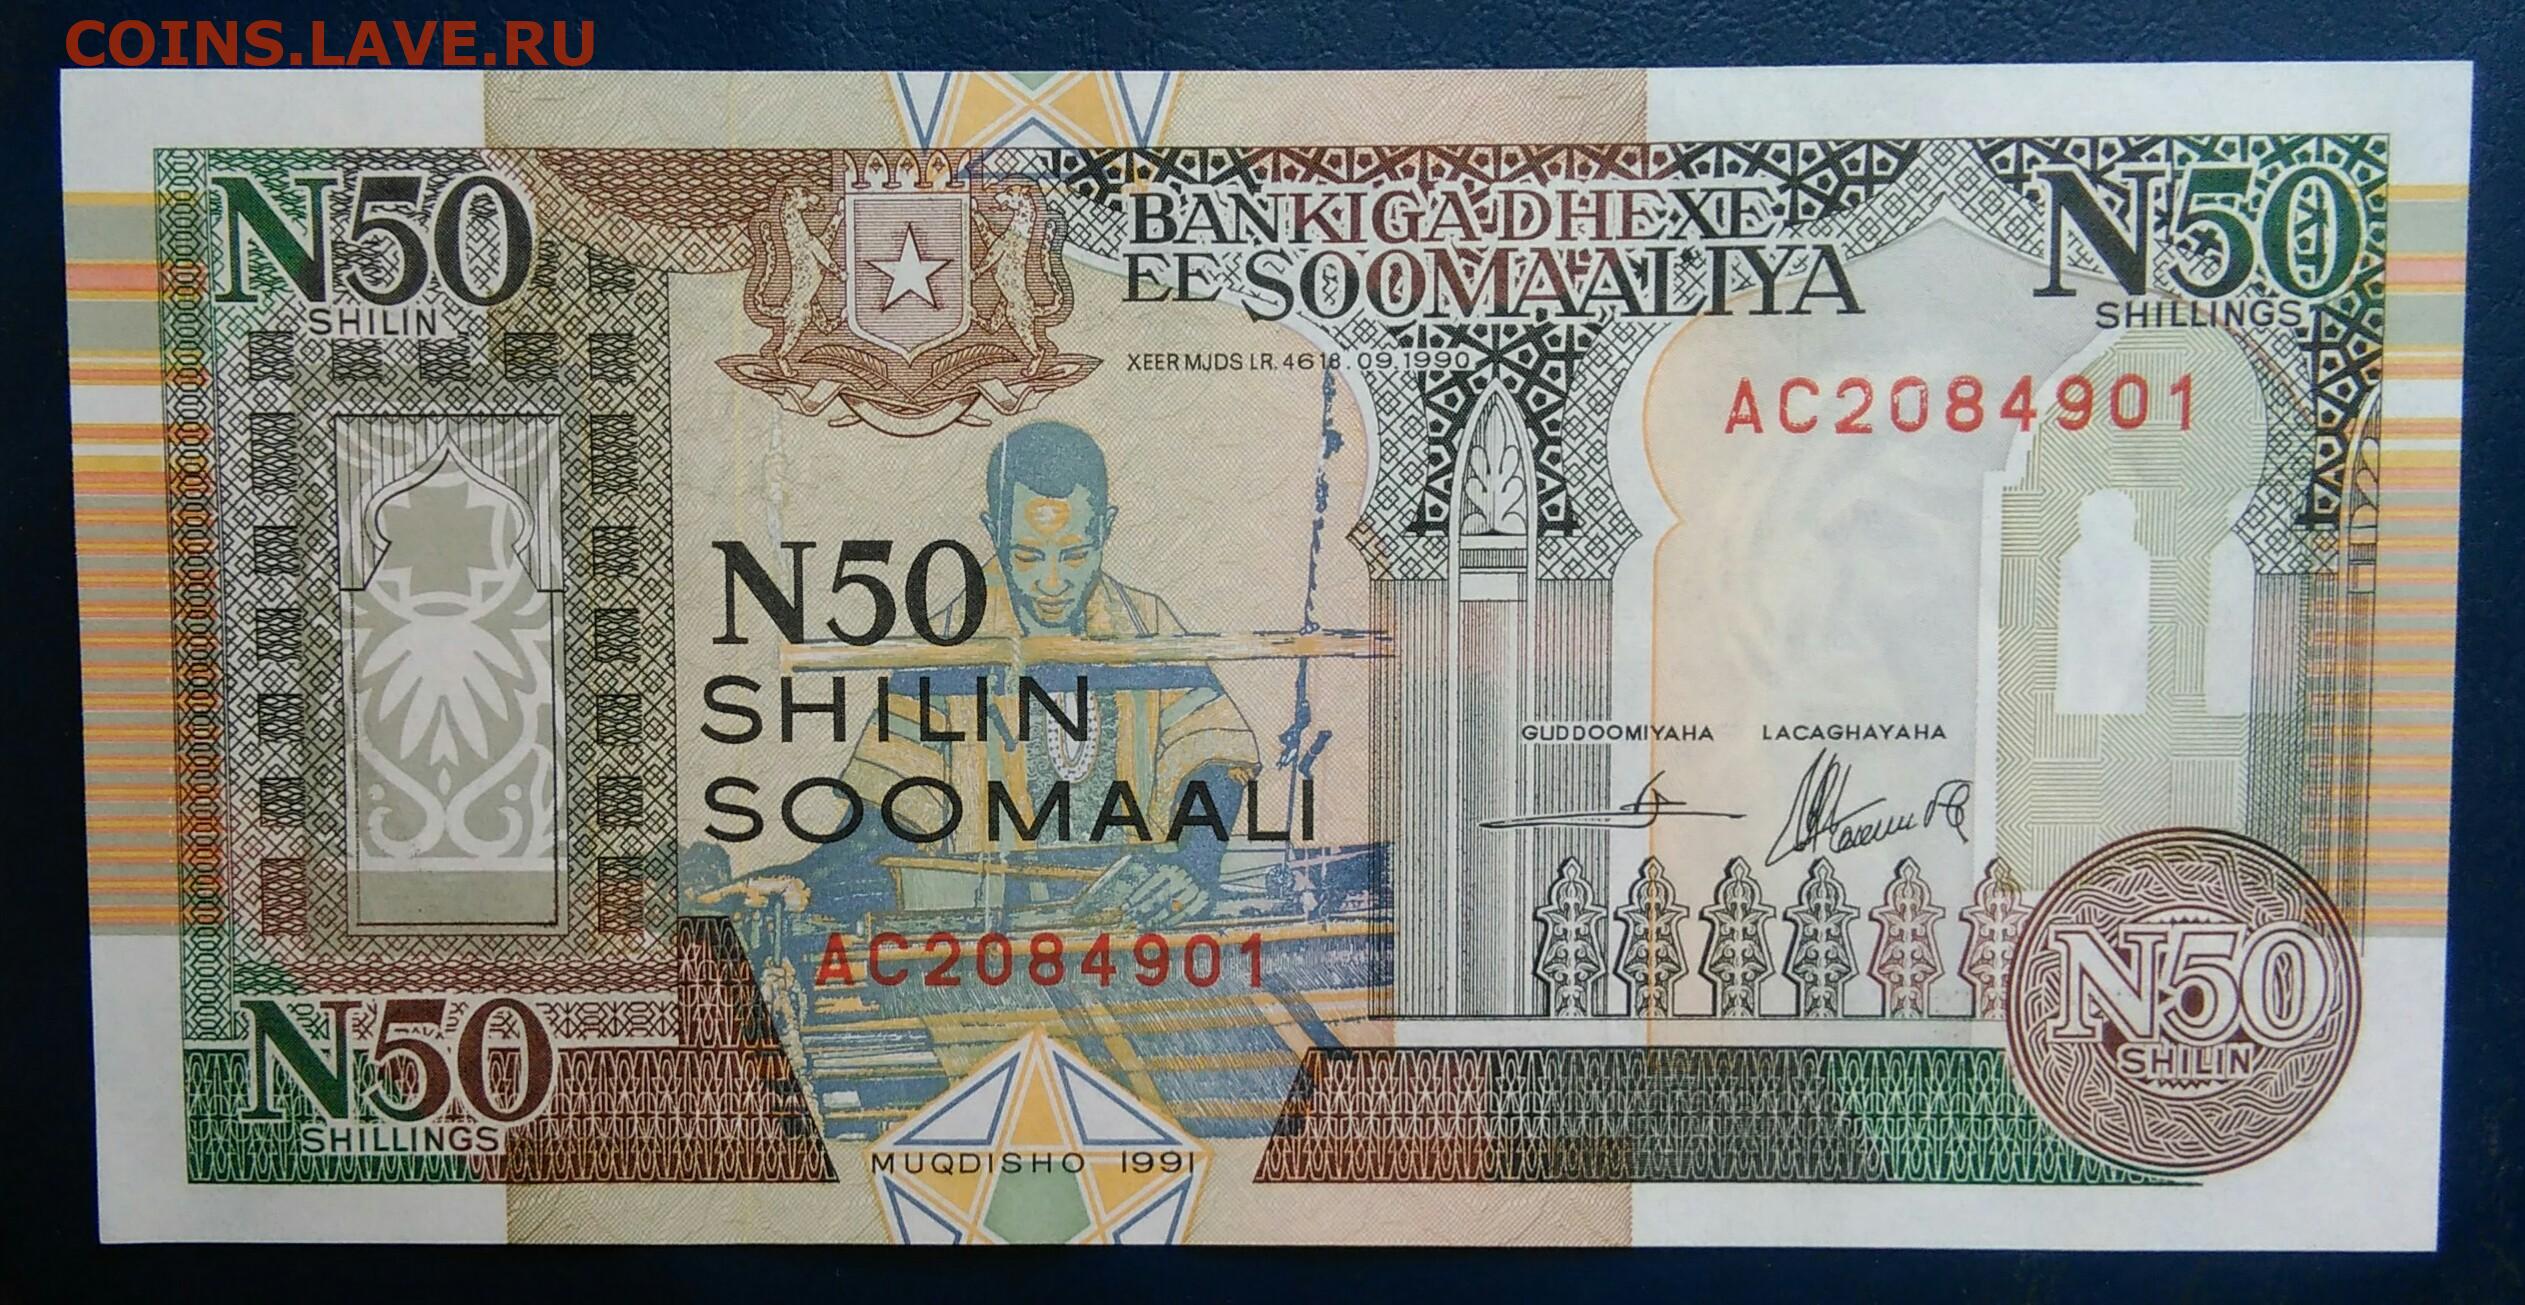 COINS.LAVE.RU
N50
SHILIN
BANKIGA DHEXE
EE SOOMAALIYA
N50
SHILLINGS
XEER MJDS LR. 46 18.09.1990
AC2084901
N50
SHILIN
SOOMAALI
GUDDOOMIYAHA LACAGHAYAHA
AC2084901
N50
SHILLINGS
N50
SHILIN
MUQDISHO 1991